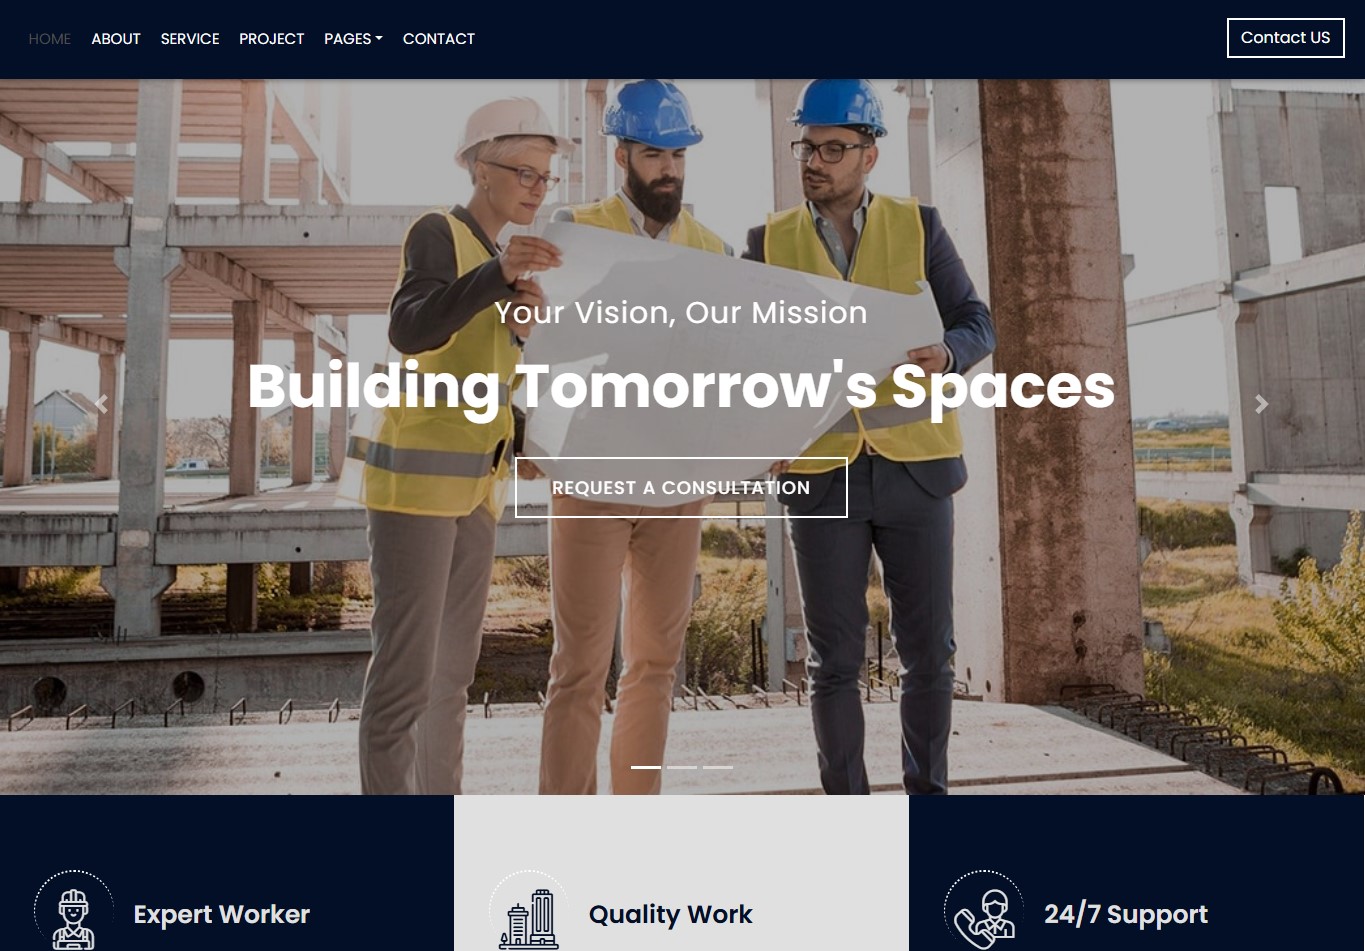 HOME ABOUT SERVICE PROJECT PAGES CONTACT Contact US
Your Vision, Our Mission
Building Tomorrow's Spaces
REQUEST A CONSULTATION
Expert Worker Quality Work 24/7 Support